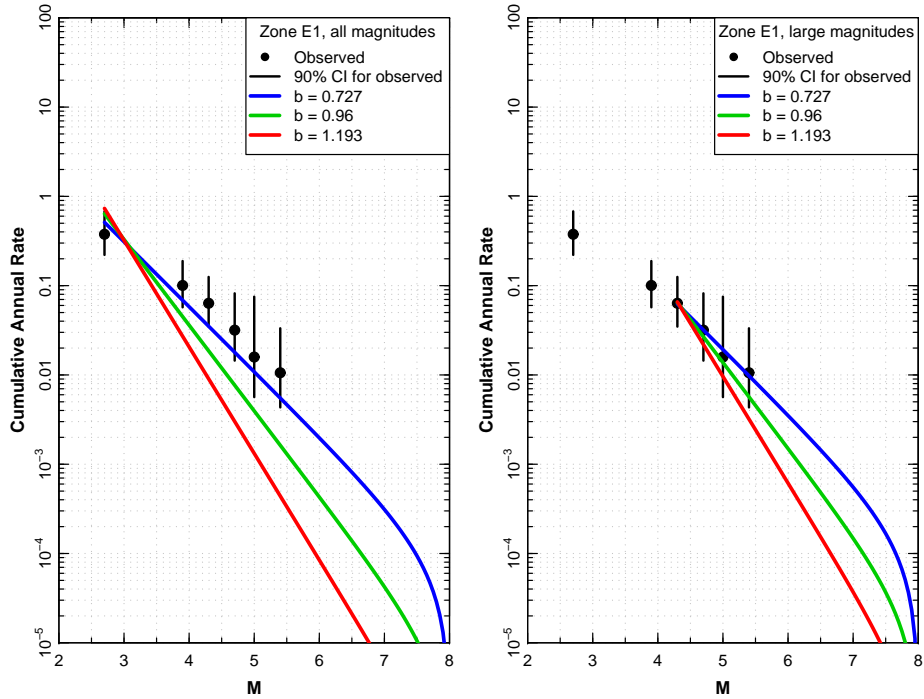 Zone E1, all magnitudes
Observed
90% CI for observed
b = 0.727
b = 0.96
b = 1.193
Cumulative Annual Rate
100
10
1
0.1
0.01
10⁻³
10⁻⁴
10⁻⁵
2 3 4 5 6 7 8
M
Zone E1, large magnitudes
Observed
90% CI for observed
b = 0.727
b = 0.96
b = 1.193
Cumulative Annual Rate
100
10
1
0.1
0.01
10⁻³
10⁻⁴
10⁻⁵
2 3 4 5 6 7 8
M